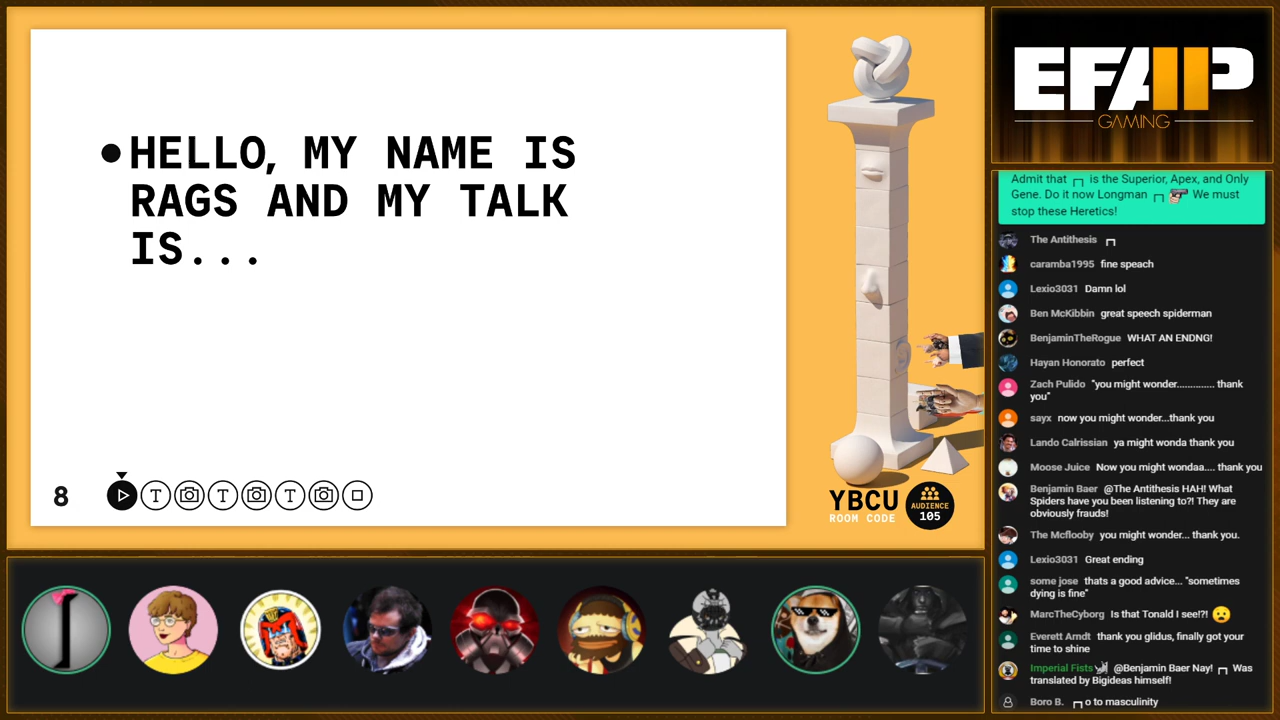 ●HELLO, MY NAME IS
RAGS AND MY TALK
IS...
8
T
T
T
YBCU
ROOM CODE
AUDIENCE
105
EFAP
GAMING
Admit that ┌┐ is the Superior, Apex, and Only
Gene. Do it now Longman ┌┐ We must
stop these Heretics!
The Antithesis ┌┐
caramba1995 fine speach
Lexio3031 Damn lol
Ben McKibbin great speech spiderman
BenjaminTheRogue WHAT AN ENDNG!
Hayan Honorato perfect
Zach Pulido "you might wonder.............. thank
you"
sayx now you might wonder...thank you
Lando Calrissian ya might wonda thank you
Moose Juice Now you might wondaa.... thank you
Benjamin Baer @The Antithesis HAH! What
Spiders have you been listening to?! They are
obviously frauds!
The Mcflooby you might wonder... thank you.
Lexio3031 Great ending
some jose thats a good advice... "sometimes
dying is fine"
MarcTheCyborg Is that Tonald I see!?! 😦
Everett Arndt thank you glidus, finally got your
time to shine
Imperial Fists @Benjamin Baer Nay! ┌┐ Was
translated by Bigideas himself!
Boro B. ┌┐o to masculinity